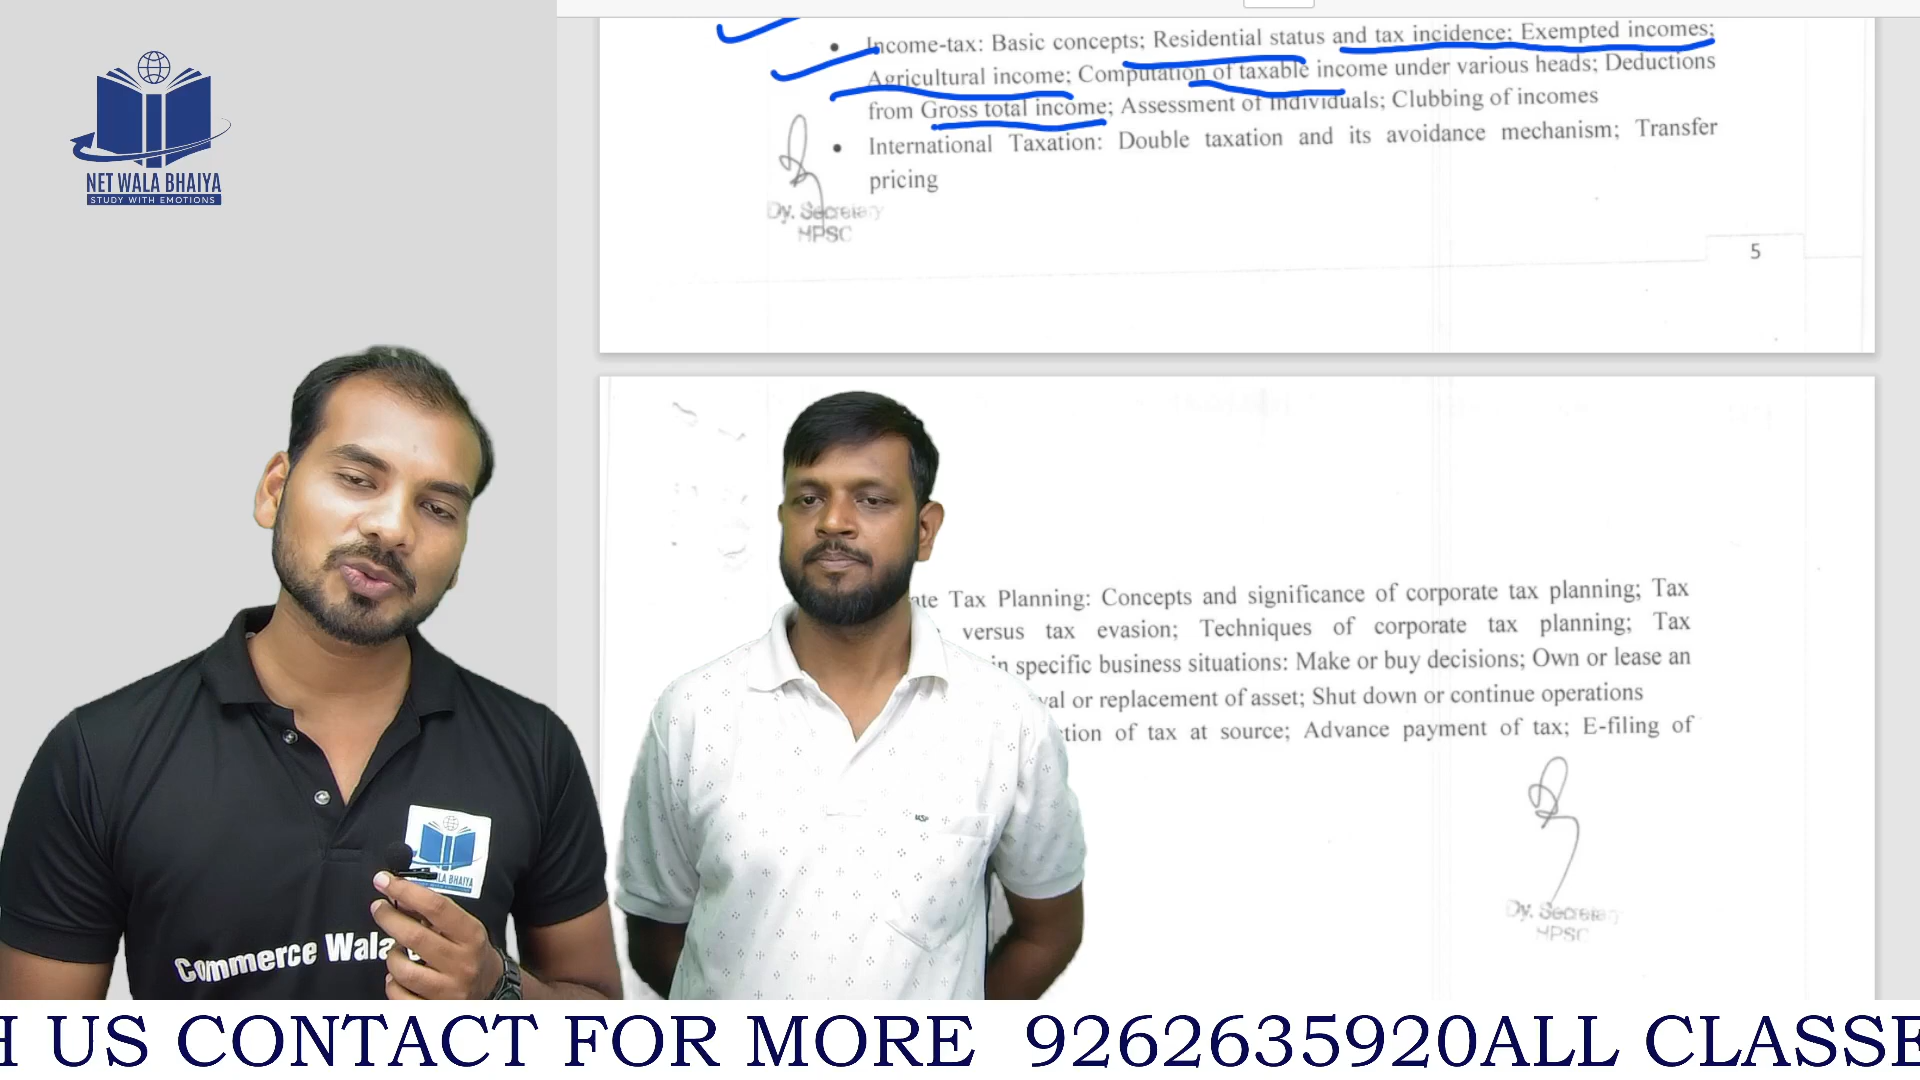 NET WALA BHAIYA
STUDY WITH EMOTIONS
Income-tax: Basic concepts; Residential status and tax incidence; Exempted incomes;
Agricultural income; Computation of taxable income under various heads; Deductions
from Gross total income; Assessment of Individuals; Clubbing of incomes
International Taxation: Double taxation and its avoidance mechanism; Transfer
pricing
Dy. Secretary
HPSC
5
Tax Planning: Concepts and significance of corporate tax planning; Tax
versus tax evasion; Techniques of corporate tax planning; Tax
in specific business situations: Make or buy decisions; Own or lease an
or replacement of asset; Shut down or continue operations
of tax at source; Advance payment of tax; E-filing of
Dy. Secretary
HPSC
MSP
LA BHAIYA
Commerce Wala
H US CONTACT FOR MORE 9262635920ALL CLASSE